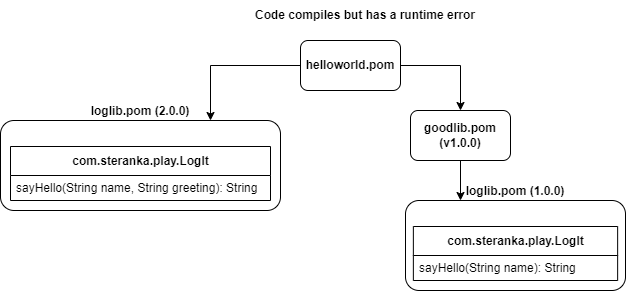 Code compiles but has a runtime error
helloworld.pom
loglib.pom (2.0.0)
com.steranka.play.LogIt
sayHello(String name, String greeting): String
goodlib.pom
(v1.0.0)
loglib.pom (1.0.0)
com.steranka.play.LogIt
sayHello(String name): String